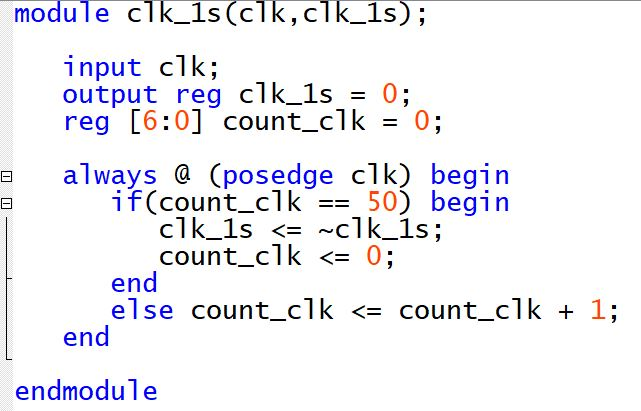 module clk_1s(clk,clk_1s);
input clk;
output reg clk_1s = 0;
reg [6:0] count_clk = 0;
always @ (posedge clk) begin
if(count_clk == 50) begin
clk_1s <= ~clk_1s;
count_clk <= 0;
end
else count_clk <= count_clk + 1;
end
endmodule